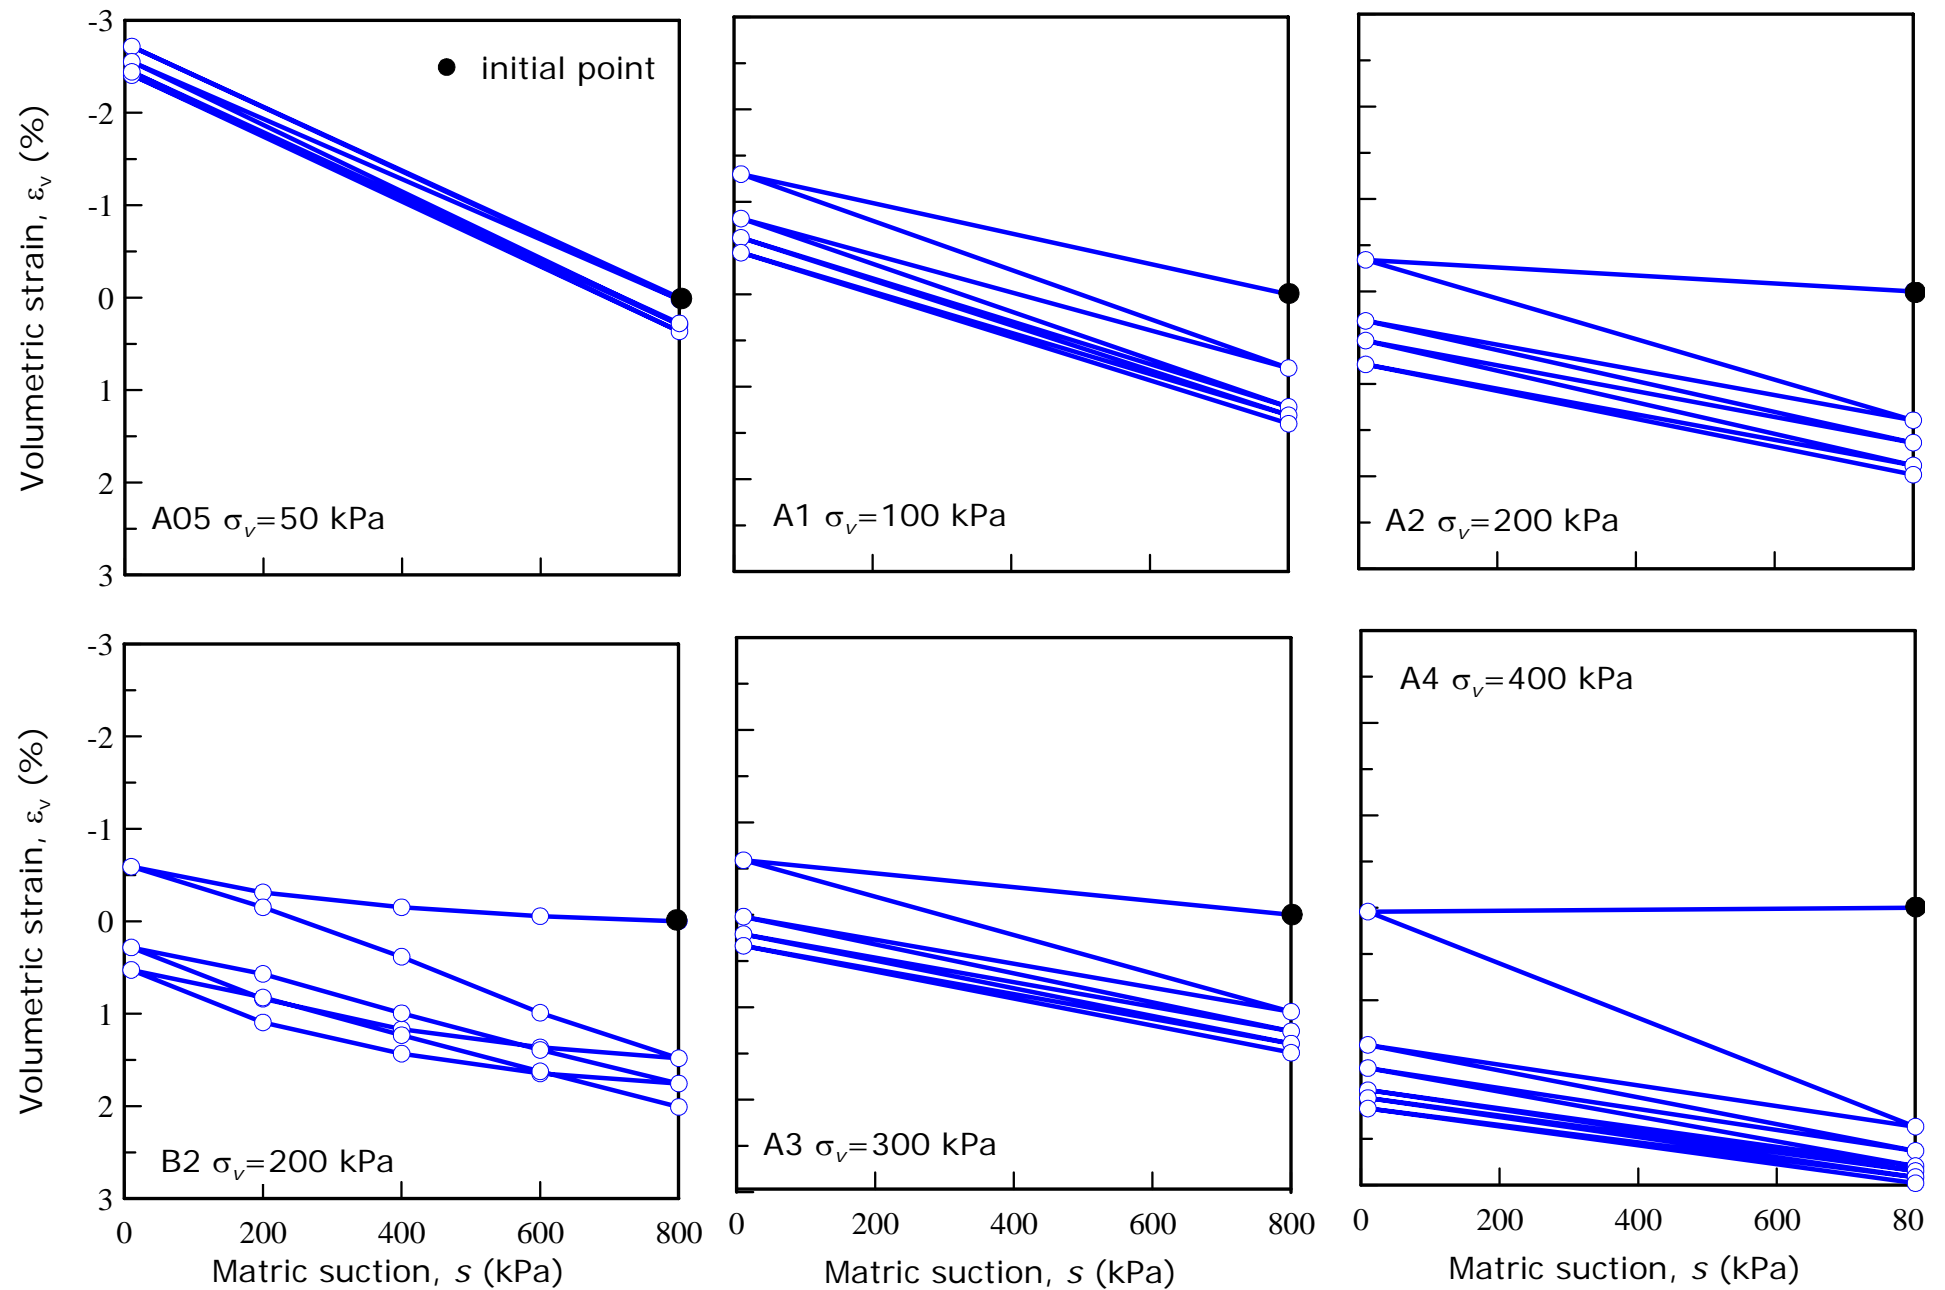 -3
-2
-1
0
1
2
3
Volumetric strain, εv (%)
initial point
A05 σv=50 kPa
A1 σv=100 kPa
A2 σv=200 kPa
-3
-2
-1
0
1
2
3
Volumetric strain, εv (%)
B2 σv=200 kPa
A3 σv=300 kPa
A4 σv=400 kPa
0 200 400 600 800
0 200 400 600 800
0 200 400 600 80
Matric suction, s (kPa)
Matric suction, s (kPa)
Matric suction, s (kPa)